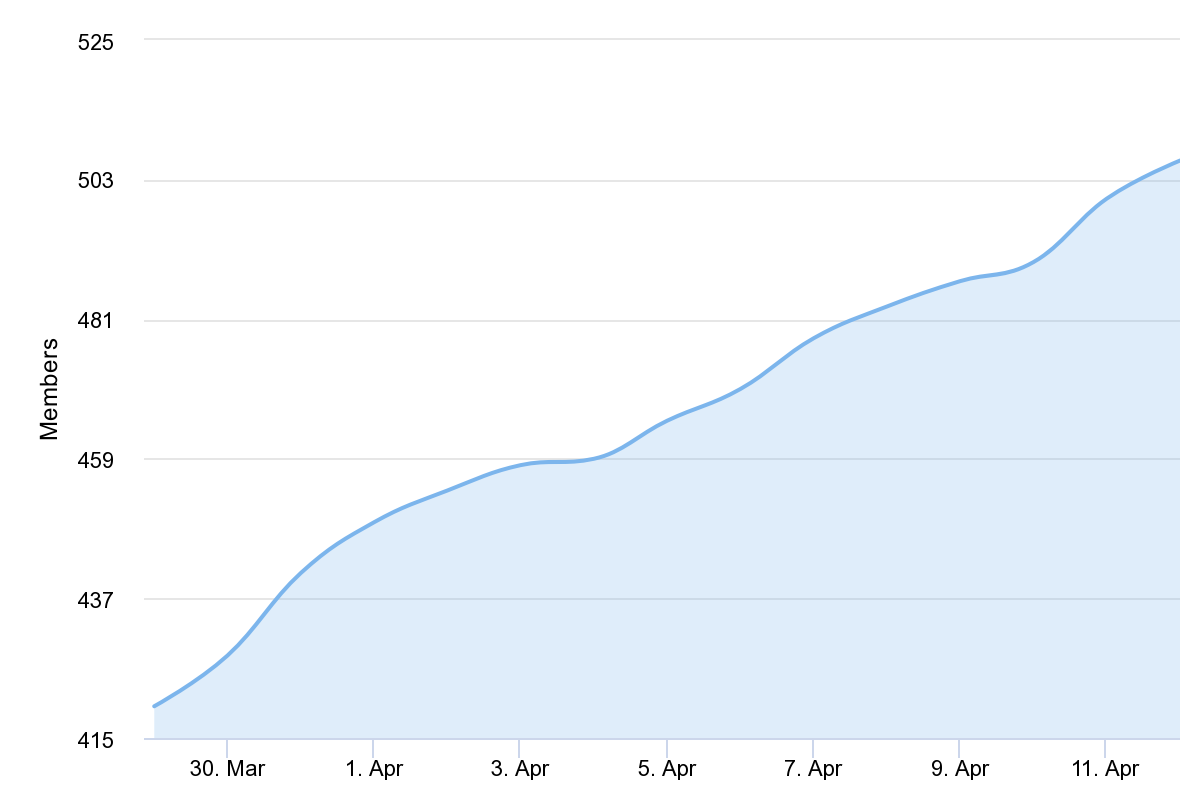 525
503
481
459
437
415
Members
30. Mar
1. Apr
3. Apr
5. Apr
7. Apr
9. Apr
11. Apr